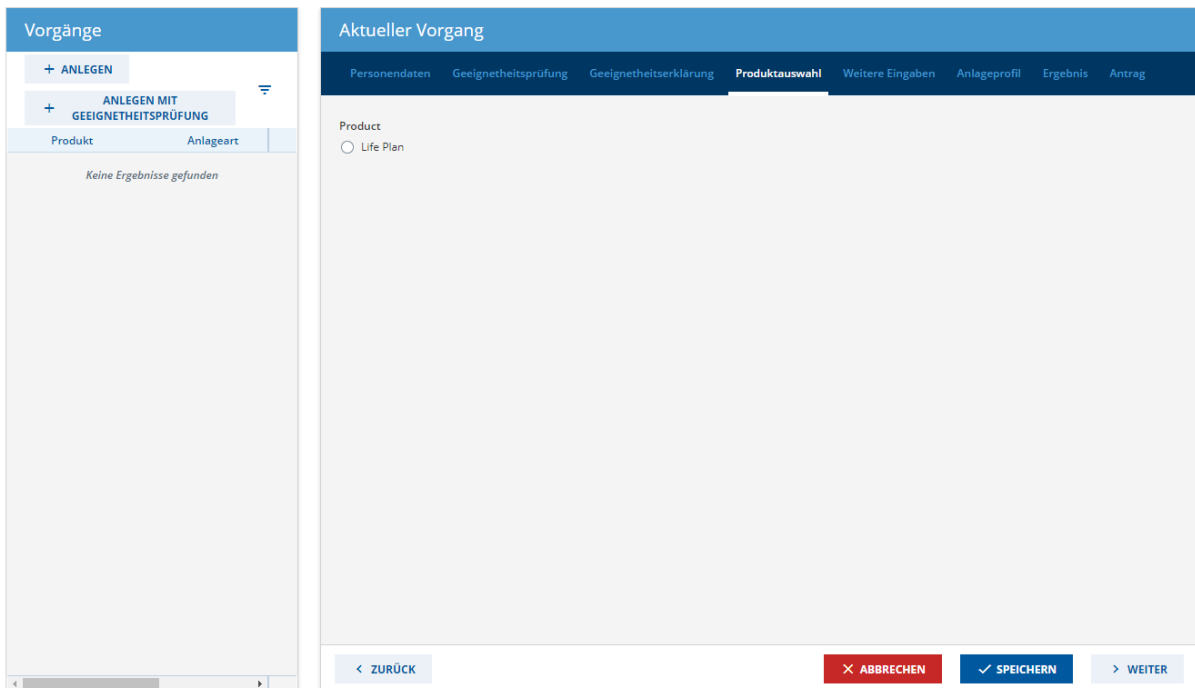 Vorgänge
+ ANLEGEN
+ ANLEGEN MIT
GEEIGNETHEITSPRÜFUNG
Produkt Anlageart
Keine Ergebnisse gefunden
Aktueller Vorgang
Personendaten Geeignetheitsprüfung Geeignetheitserklärung Produktauswahl Weitere Eingaben Anlageprofil Ergebnis Antrag
Product
Life Plan
ZURÜCK ABBRECHEN SPEICHERN WEITER